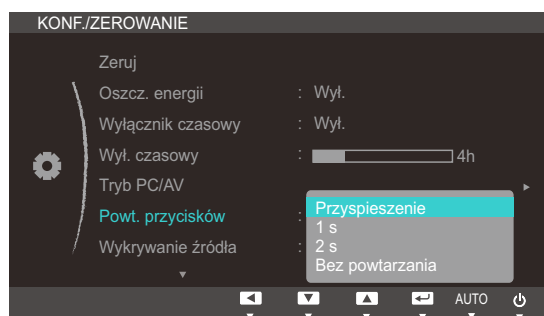 KONF./ZEROWANIE
Zeruj
Oszcz. energii : Wył.
Wyłącznik czasowy : Wył.
Wył. czasowy : 4h
Tryb PC/AV
Powt. przycisków : Przyspieszenie
1 s
Wykrywanie źródła : 2 s
Bez powtarzania
AUTO